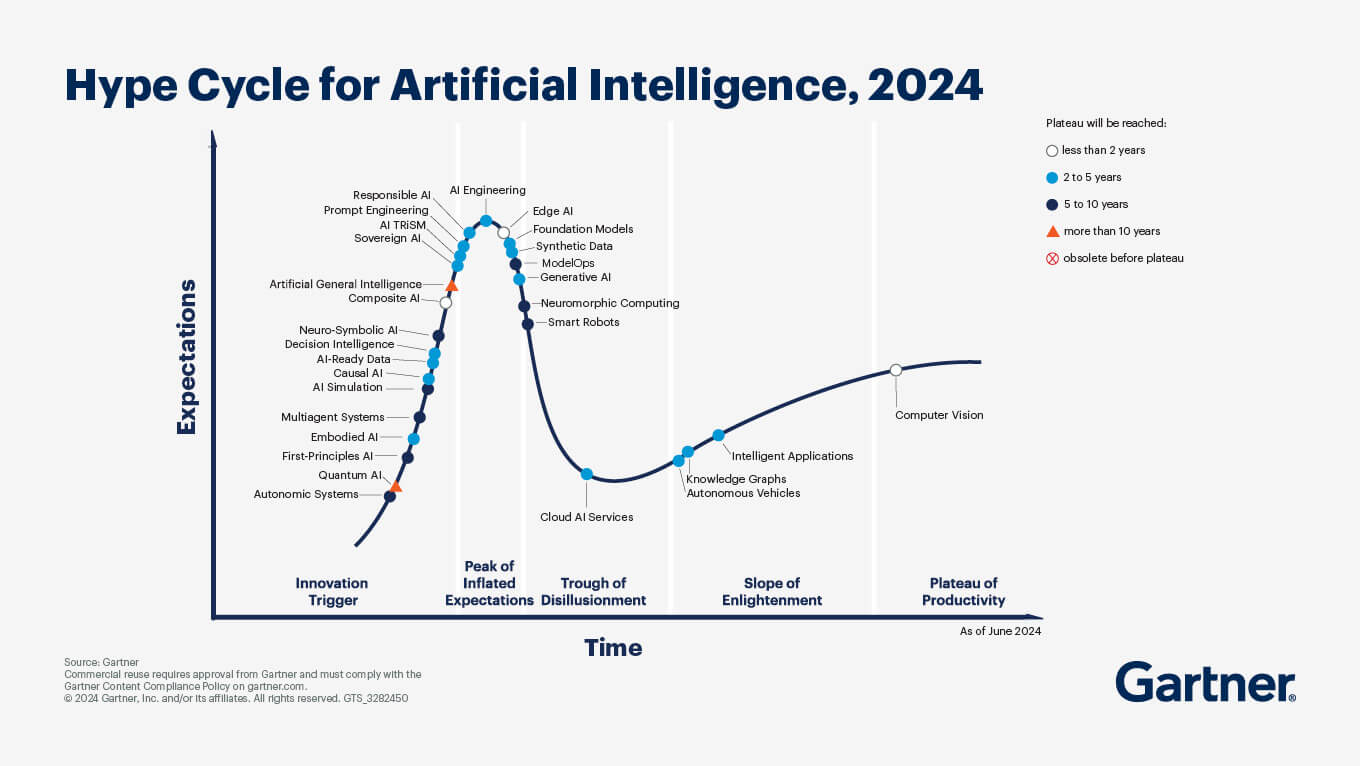 Hype Cycle for Artificial Intelligence, 2024
Plateau will be reached:
less than 2 years
2 to 5 years
5 to 10 years
more than 10 years
obsolete before plateau
Expectations
AI Engineering
Responsible AI
Prompt Engineering
AI TRiSM
Sovereign AI
Artificial General Intelligence
Composite AI
Neuro-Symbolic AI
Decision Intelligence
AI-Ready Data
Causal AI
AI Simulation
Multiagent Systems
Embodied AI
First-Principles AI
Quantum AI
Autonomic Systems
Edge AI
Foundation Models
Synthetic Data
ModelOps
Generative AI
Neuromorphic Computing
Smart Robots
Cloud AI Services
Knowledge Graphs
Autonomous Vehicles
Intelligent Applications
Computer Vision
Innovation
Trigger
Peak of
Inflated
Expectations
Trough of
Disillusionment
Slope of
Enlightenment
Plateau of
Productivity
Time
As of June 2024
Source: Gartner
Commercial reuse requires approval from Gartner and must comply with the
Gartner Content Compliance Policy on gartner.com.
© 2024 Gartner, Inc. and/or its affiliates. All rights reserved. GTS_3282450
Gartner®